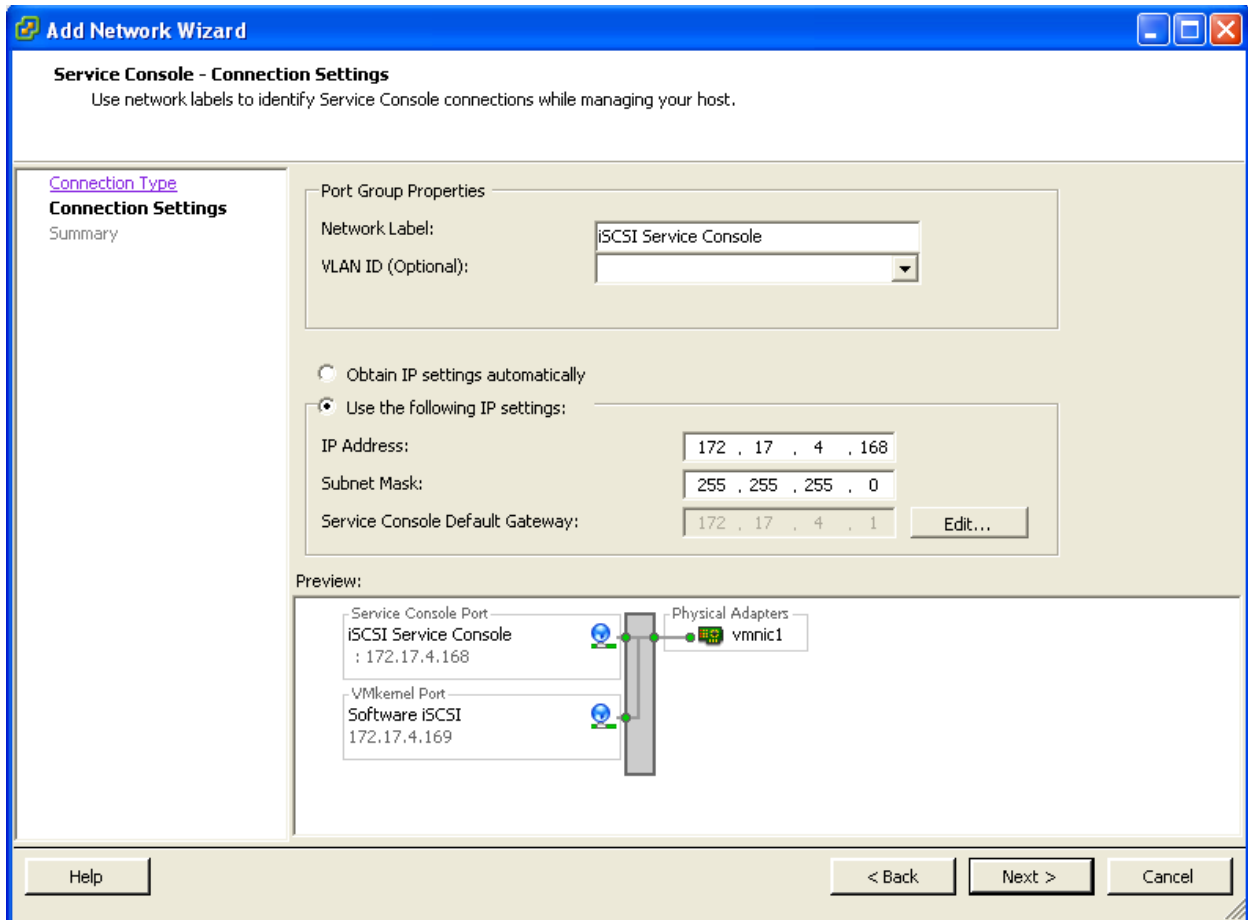 Add Network Wizard
Service Console - Connection Settings
Use network labels to identify Service Console connections while managing your host.
Connection Type
Connection Settings
Summary
Port Group Properties
Network Label:
iSCSI Service Console
VLAN ID (Optional):
Obtain IP settings automatically
Use the following IP settings:
IP Address:
172 . 17 . 4 . 168
Subnet Mask:
255 . 255 . 255 . 0
Service Console Default Gateway:
172 . 17 . 4 . 1
Edit...
Preview:
Service Console Port
iSCSI Service Console
: 172.17.4.168
Physical Adapters
vmnic1
VMkernel Port
Software iSCSI
172.17.4.169
Help
< Back
Next >
Cancel